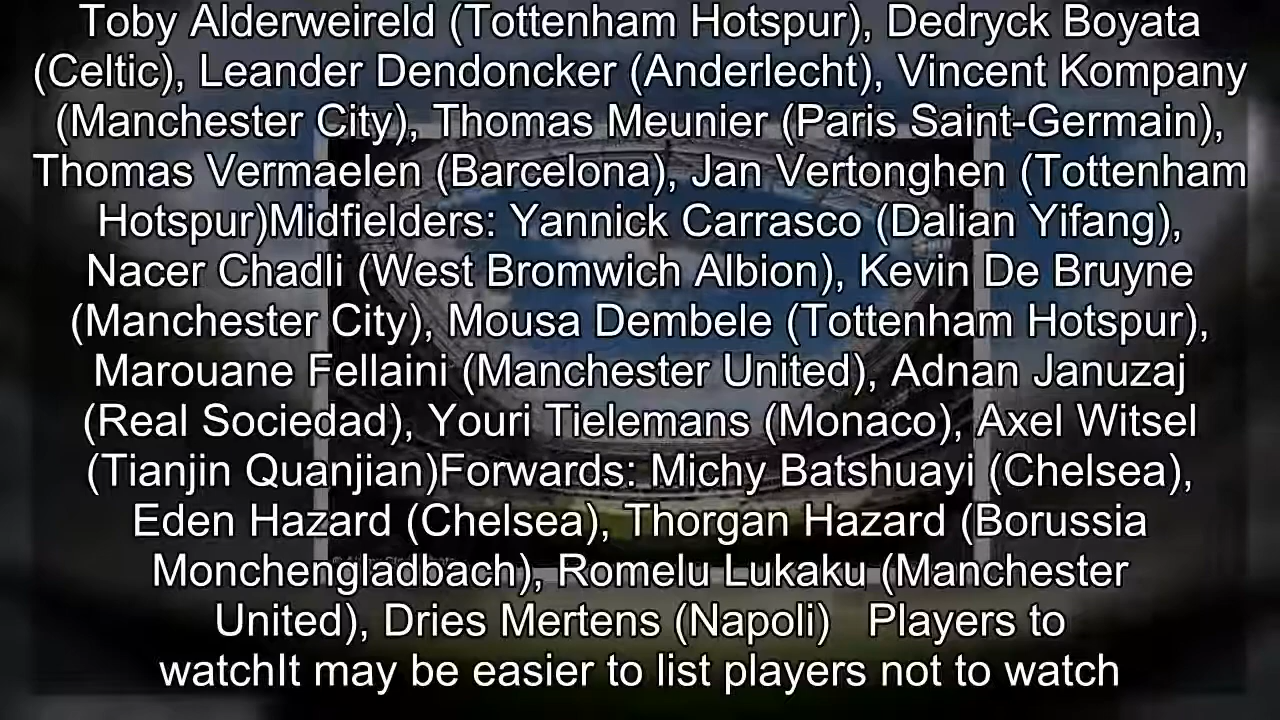 Toby Alderweireld (Tottenham Hotspur), Dedryck Boyata
(Celtic), Leander Dendoncker (Anderlecht), Vincent Kompany
(Manchester City), Thomas Meunier (Paris Saint-Germain),
Thomas Vermaelen (Barcelona), Jan Vertonghen (Tottenham
Hotspur)Midfielders: Yannick Carrasco (Dalian Yifang),
Nacer Chadli (West Bromwich Albion), Kevin De Bruyne
(Manchester City), Mousa Dembele (Tottenham Hotspur),
Marouane Fellaini (Manchester United), Adnan Januzaj
(Real Sociedad), Youri Tielemans (Monaco), Axel Witsel
(Tianjin Quanjian)Forwards: Michy Batshuayi (Chelsea),
Eden Hazard (Chelsea), Thorgan Hazard (Borussia
Monchengladbach), Romelu Lukaku (Manchester
United), Dries Mertens (Napoli)   Players to
watchIt may be easier to list players not to watch